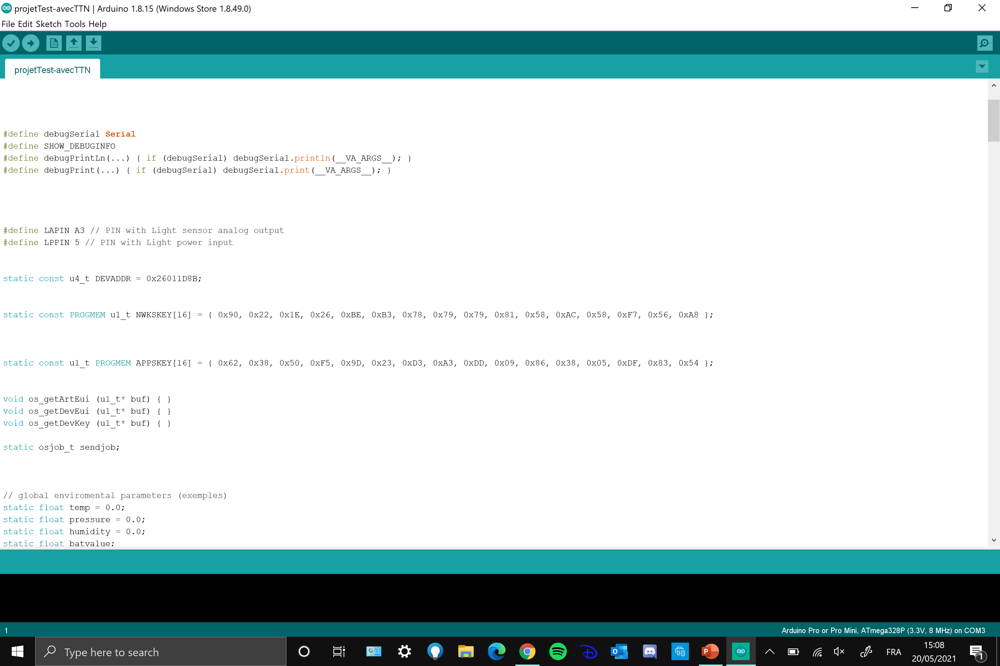 projetTest-avecTTN | Arduino 1.8.15 (Windows Store 1.8.49.0)
File Edit Sketch Tools Help
projetTest-avecTTN
#define debugSerial Serial
#define SHOW_DEBUGINFO
#define debugPrintLn(...) { if (debugSerial) debugSerial.println(__VA_ARGS__); }
#define debugPrint(...) { if (debugSerial) debugSerial.print(__VA_ARGS__); }
#define LAPIN A3 // PIN with Light sensor analog output
#define LPPIN 5 // PIN with Light power input
static const u4_t DEVADDR = 0x26011D8B;
static const PROGMEM u1_t NWKSKEY[16] = { 0x90, 0x22, 0x1E, 0x26, 0xBE, 0xB3, 0x78, 0x79, 0x79, 0x81, 0x58, 0xAC, 0x58, 0xF7, 0x56, 0xA8 };
static const u1_t PROGMEM APPSKEY[16] = { 0x62, 0x38, 0x50, 0xF5, 0x9D, 0x23, 0xD3, 0xA3, 0xDD, 0x09, 0x86, 0x38, 0x05, 0xDF, 0x83, 0x54 };
void os_getArtEui (u1_t* buf) { }
void os_getDevEui (u1_t* buf) { }
void os_getDevKey (u1_t* buf) { }
static osjob_t sendjob;
// global enviromental parameters (exemples)
static float temp = 0.0;
static float pressure = 0.0;
static float humidity = 0.0;
static float batvalue;
1
Arduino Pro or Pro Mini, ATmega328P (3.3V, 8 MHz) on COM3
Type here to search
FRA
15:08
20/05/2021
1